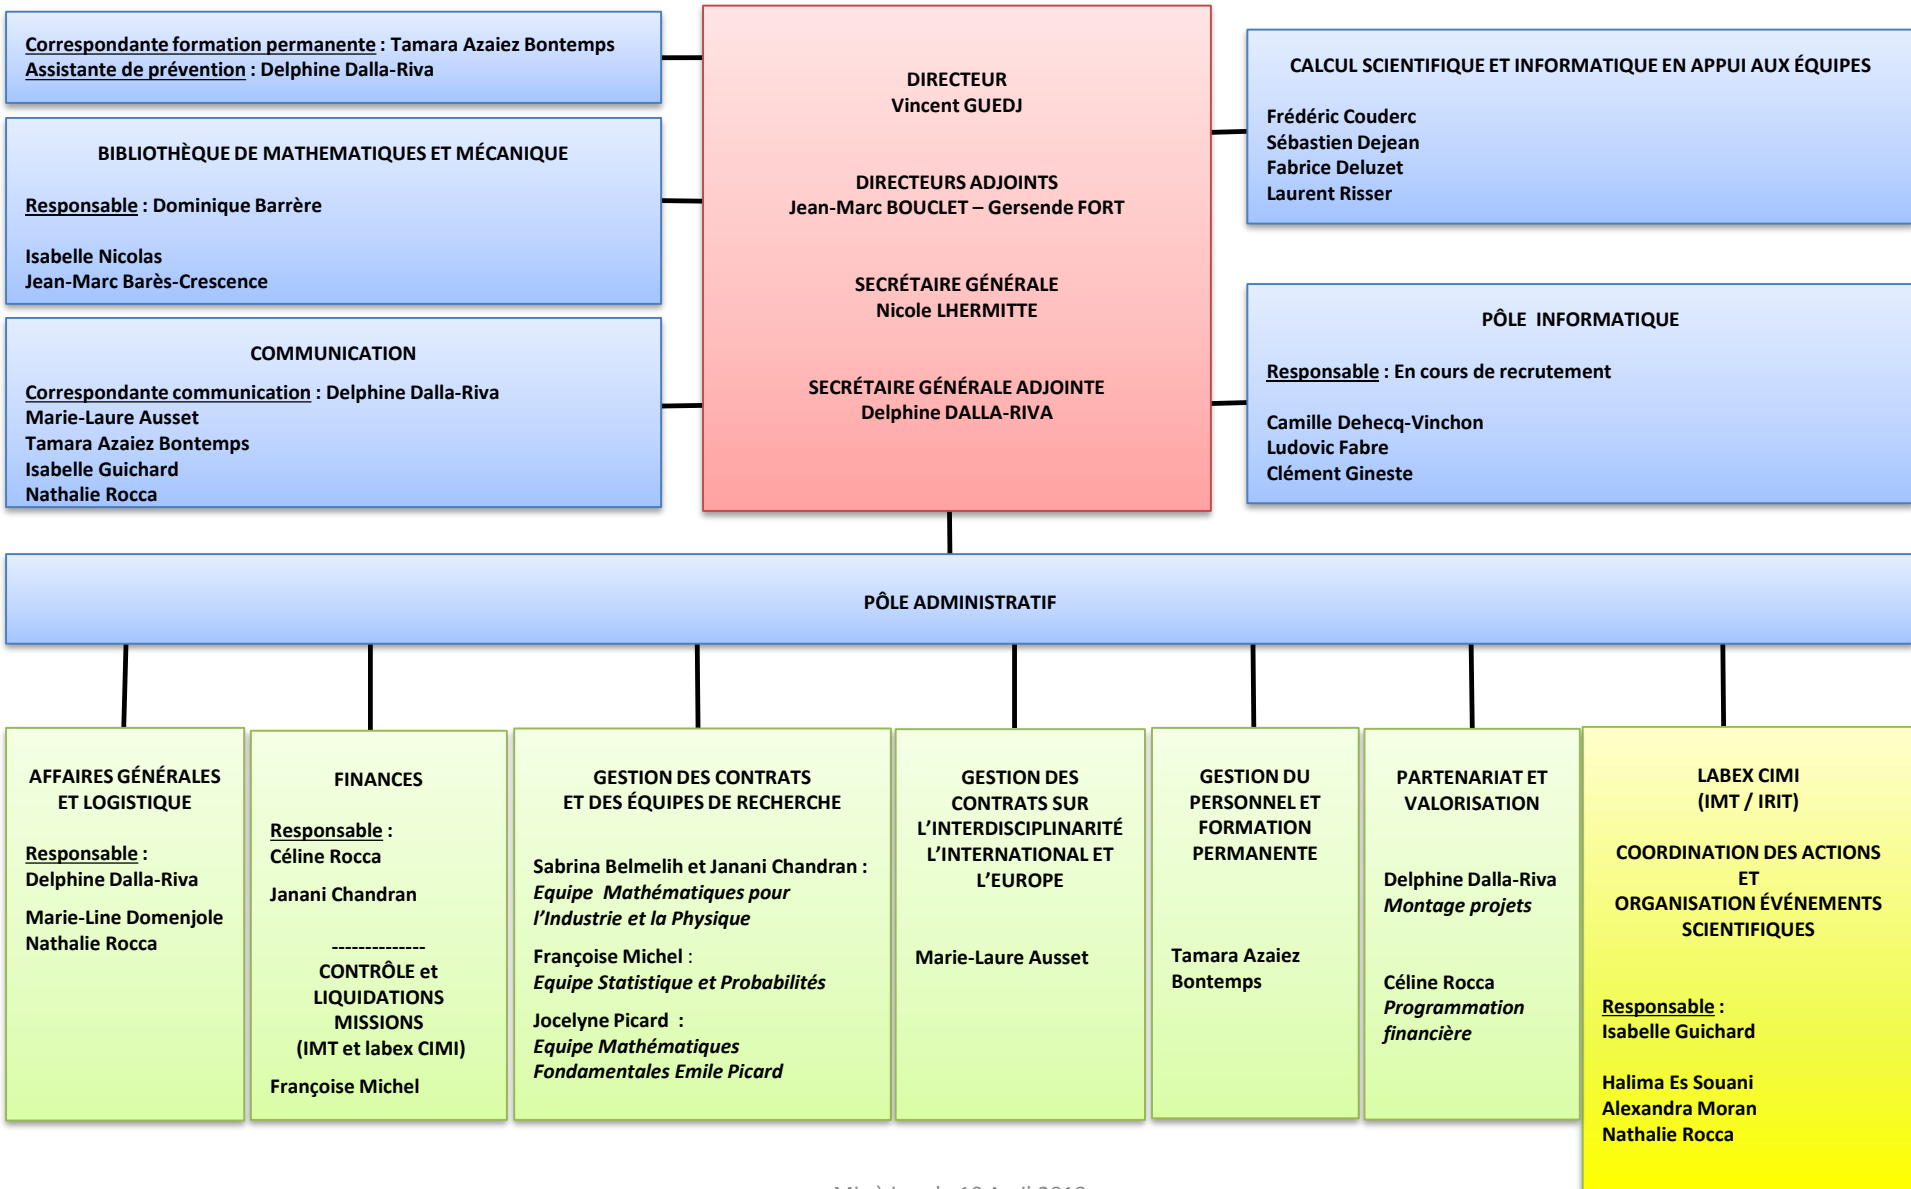 Correspondante formation permanente : Tamara Azaiez Bontemps
Assistante de prévention : Delphine Dalla-Riva
BIBLIOTHÈQUE DE MATHEMATIQUES ET MÉCANIQUE
Responsable : Dominique Barrère
Isabelle Nicolas
Jean-Marc Barès-Crescence
COMMUNICATION
Correspondante communication : Delphine Dalla-Riva
Marie-Laure Ausset
Tamara Azaiez Bontemps
Isabelle Guichard
Nathalie Rocca
DIRECTEUR
Vincent GUEDJ
DIRECTEURS ADJOINTS
Jean-Marc BOUCLET – Gersende FORT
SECRÉTAIRE GÉNÉRALE
Nicole LHERMITTE
SECRÉTAIRE GÉNÉRALE ADJOINTE
Delphine DALLA-RIVA
CALCUL SCIENTIFIQUE ET INFORMATIQUE EN APPUI AUX ÉQUIPES
Frédéric Couderc
Sébastien Dejean
Fabrice Deluzet
Laurent Risser
PÔLE INFORMATIQUE
Responsable : En cours de recrutement
Camille Dehecq-Vinchon
Ludovic Fabre
Clément Gineste
PÔLE ADMINISTRATIF
AFFAIRES GÉNÉRALES
ET LOGISTIQUE
Responsable :
Delphine Dalla-Riva
Marie-Line Domenjole
Nathalie Rocca
FINANCES
Responsable :
Céline Rocca
Janani Chandran
--------------
CONTRÔLE et
LIQUIDATIONS
MISSIONS
(IMT et labex CIMI)
Françoise Michel
GESTION DES CONTRATS
ET DES ÉQUIPES DE RECHERCHE
Sabrina Belmelih et Janani Chandran :
Equipe Mathématiques pour
l'Industrie et la Physique
Françoise Michel :
Equipe Statistique et Probabilités
Jocelyne Picard :
Equipe Mathématiques
Fondamentales Emile Picard
GESTION DES
CONTRATS SUR
L'INTERDISCIPLINARITÉ
L'INTERNATIONAL ET
L'EUROPE
Marie-Laure Ausset
GESTION DU
PERSONNEL ET
FORMATION
PERMANENTE
Tamara Azaiez
Bontemps
PARTENARIAT ET
VALORISATION
Delphine Dalla-Riva
Montage projets
Céline Rocca
Programmation
financière
LABEX CIMI
(IMT / IRIT)
COORDINATION DES ACTIONS
ET
ORGANISATION ÉVÉNEMENTS
SCIENTIFIQUES
Responsable :
Isabelle Guichard
Halima Es Souani
Alexandra Moran
Nathalie Rocca